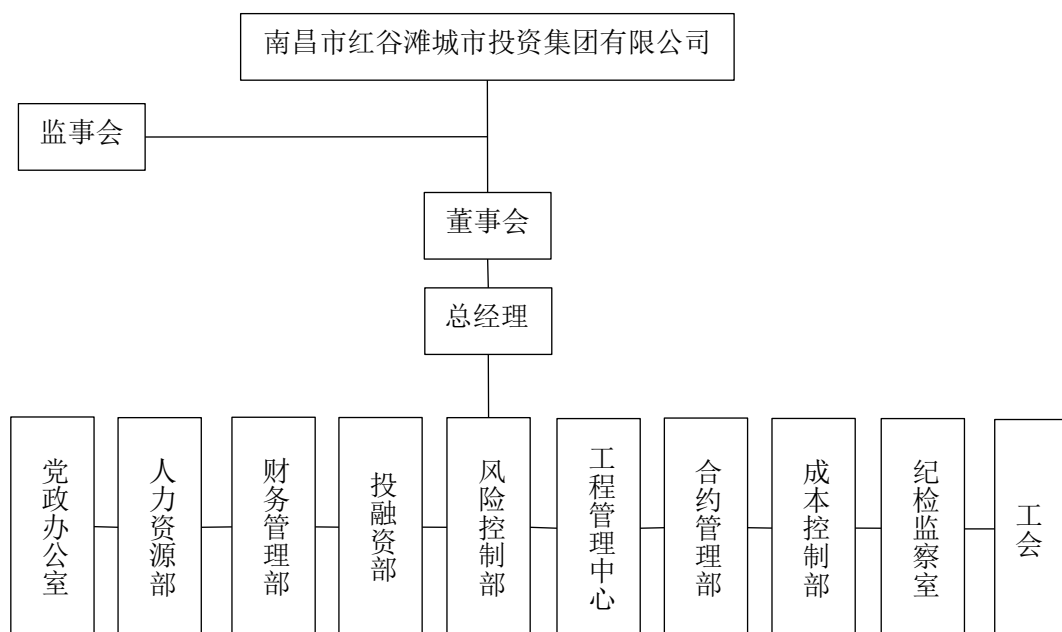 南昌市红谷滩城市投资集团有限公司
监事会
董事会
总经理
党政办公室
人力资源部
财务管理部
投融资部
风险控制部
工程管理中心
合约管理部
成本控制部
纪检监察室
工会